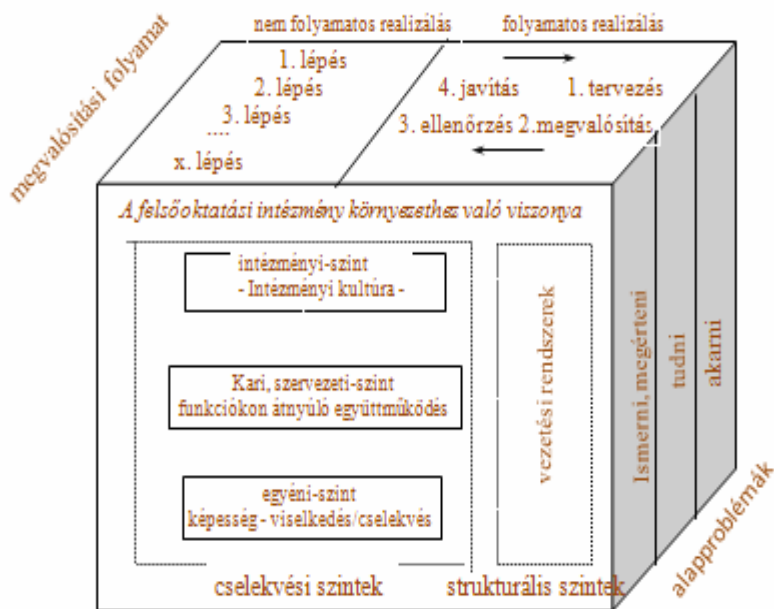 nem folyamatos realizálás
folyamatos realizálás
megvalósítási folyamat
1. lépés
2. lépés
3. lépés
....
x. lépés
4. javítás
1. tervezés
3. ellenőrzés
2.megvalósítás
A felsőoktatási intézmény környezethez való viszonya
intézményi-szint
- Intézményi kultúra -
Kari, szervezeti-szint
funkciókon átnyúló együttműködés
egyéni-szint
képesség - viselkedés/cselekvés
cselekvési szintek
vezetési rendszerek
strukturális szintek
Ismerni, megérteni
tudni
akarni
alapproblémák